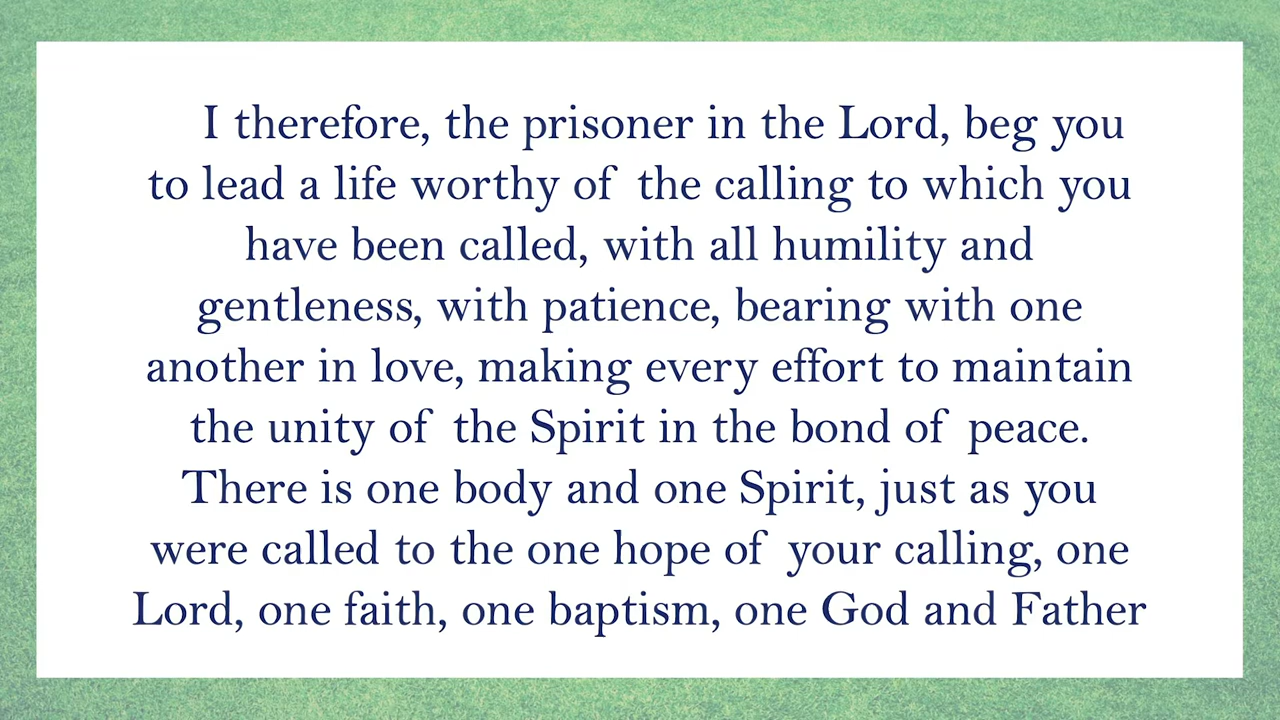 I therefore, the prisoner in the Lord, beg you
to lead a life worthy of the calling to which you
have been called, with all humility and
gentleness, with patience, bearing with one
another in love, making every effort to maintain
the unity of the Spirit in the bond of peace.
There is one body and one Spirit, just as you
were called to the one hope of your calling, one
Lord, one faith, one baptism, one God and Father